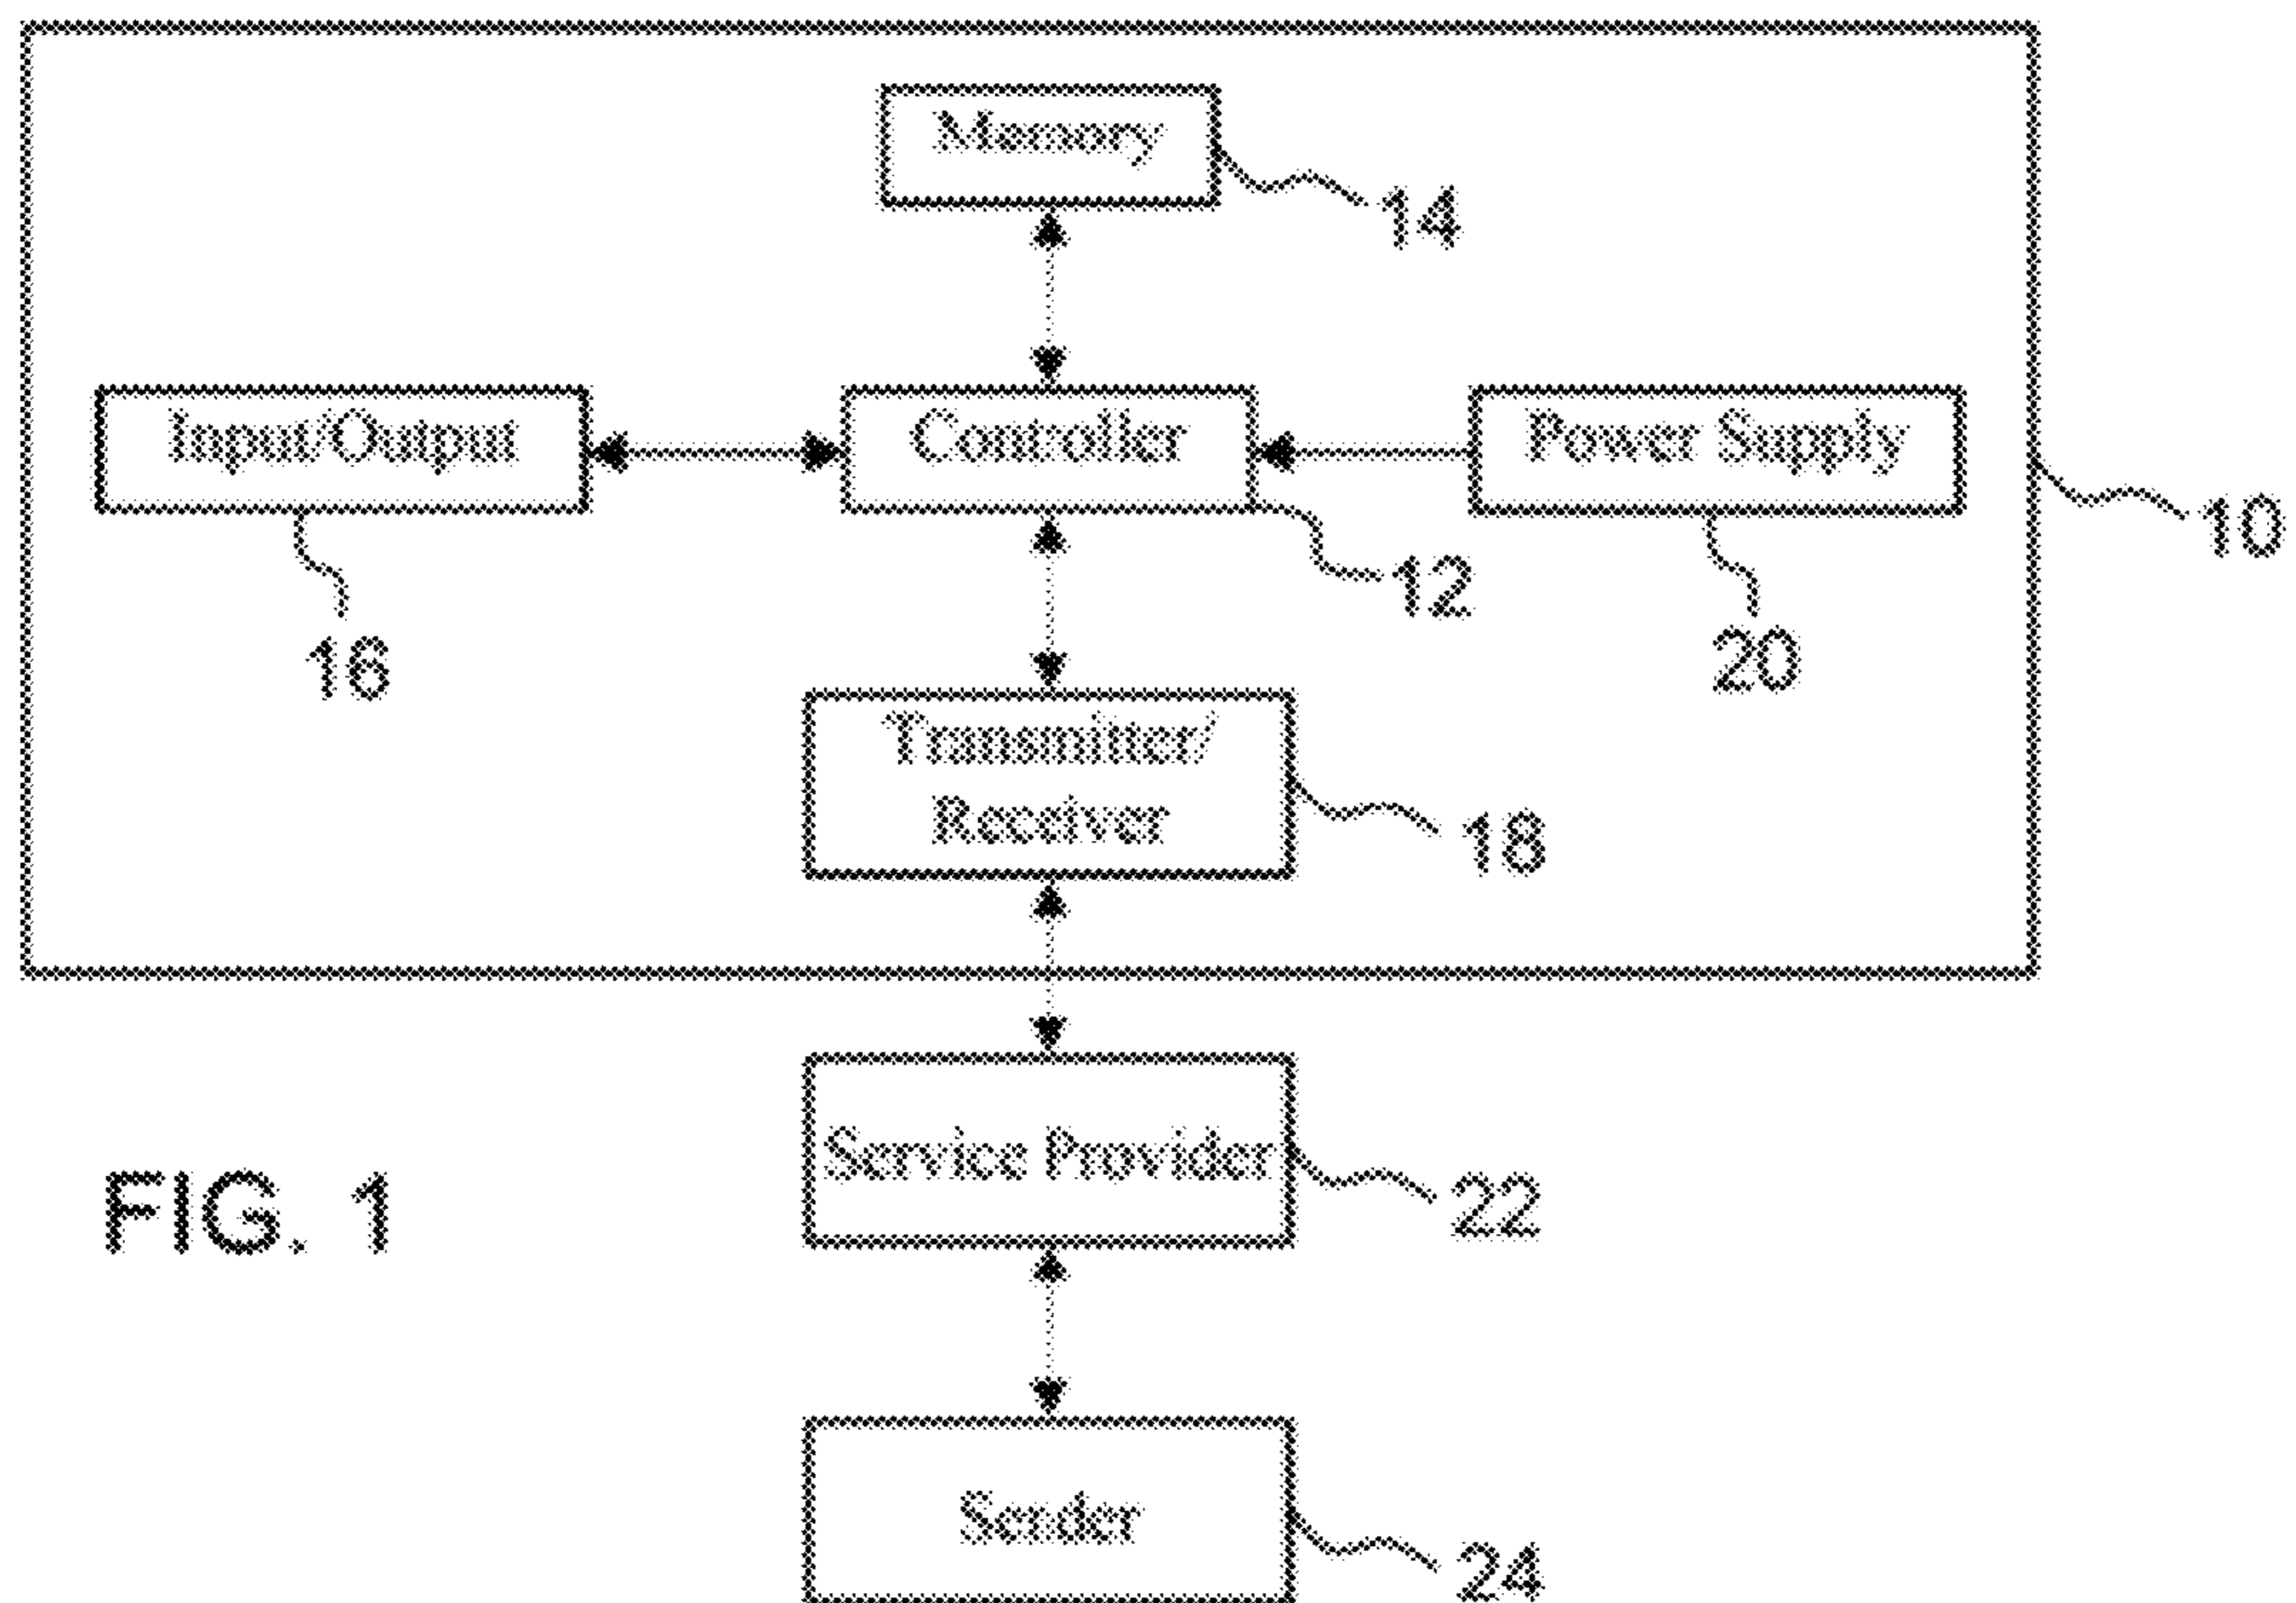 Memory
14
Input/Output
Controller
Power Supply
10
12
16
20
Transmitter/
Receiver
18
Service Provider
22
FIG. 1
Sender
24